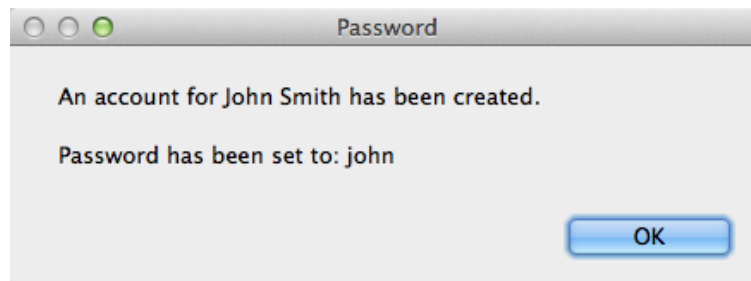 Password
An account for John Smith has been created.
Password has been set to: john
OK